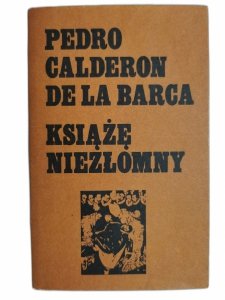 PEDRO
CALDERON
DE LA BARCA
KSIĄŻĘ
NIEZŁOMNY